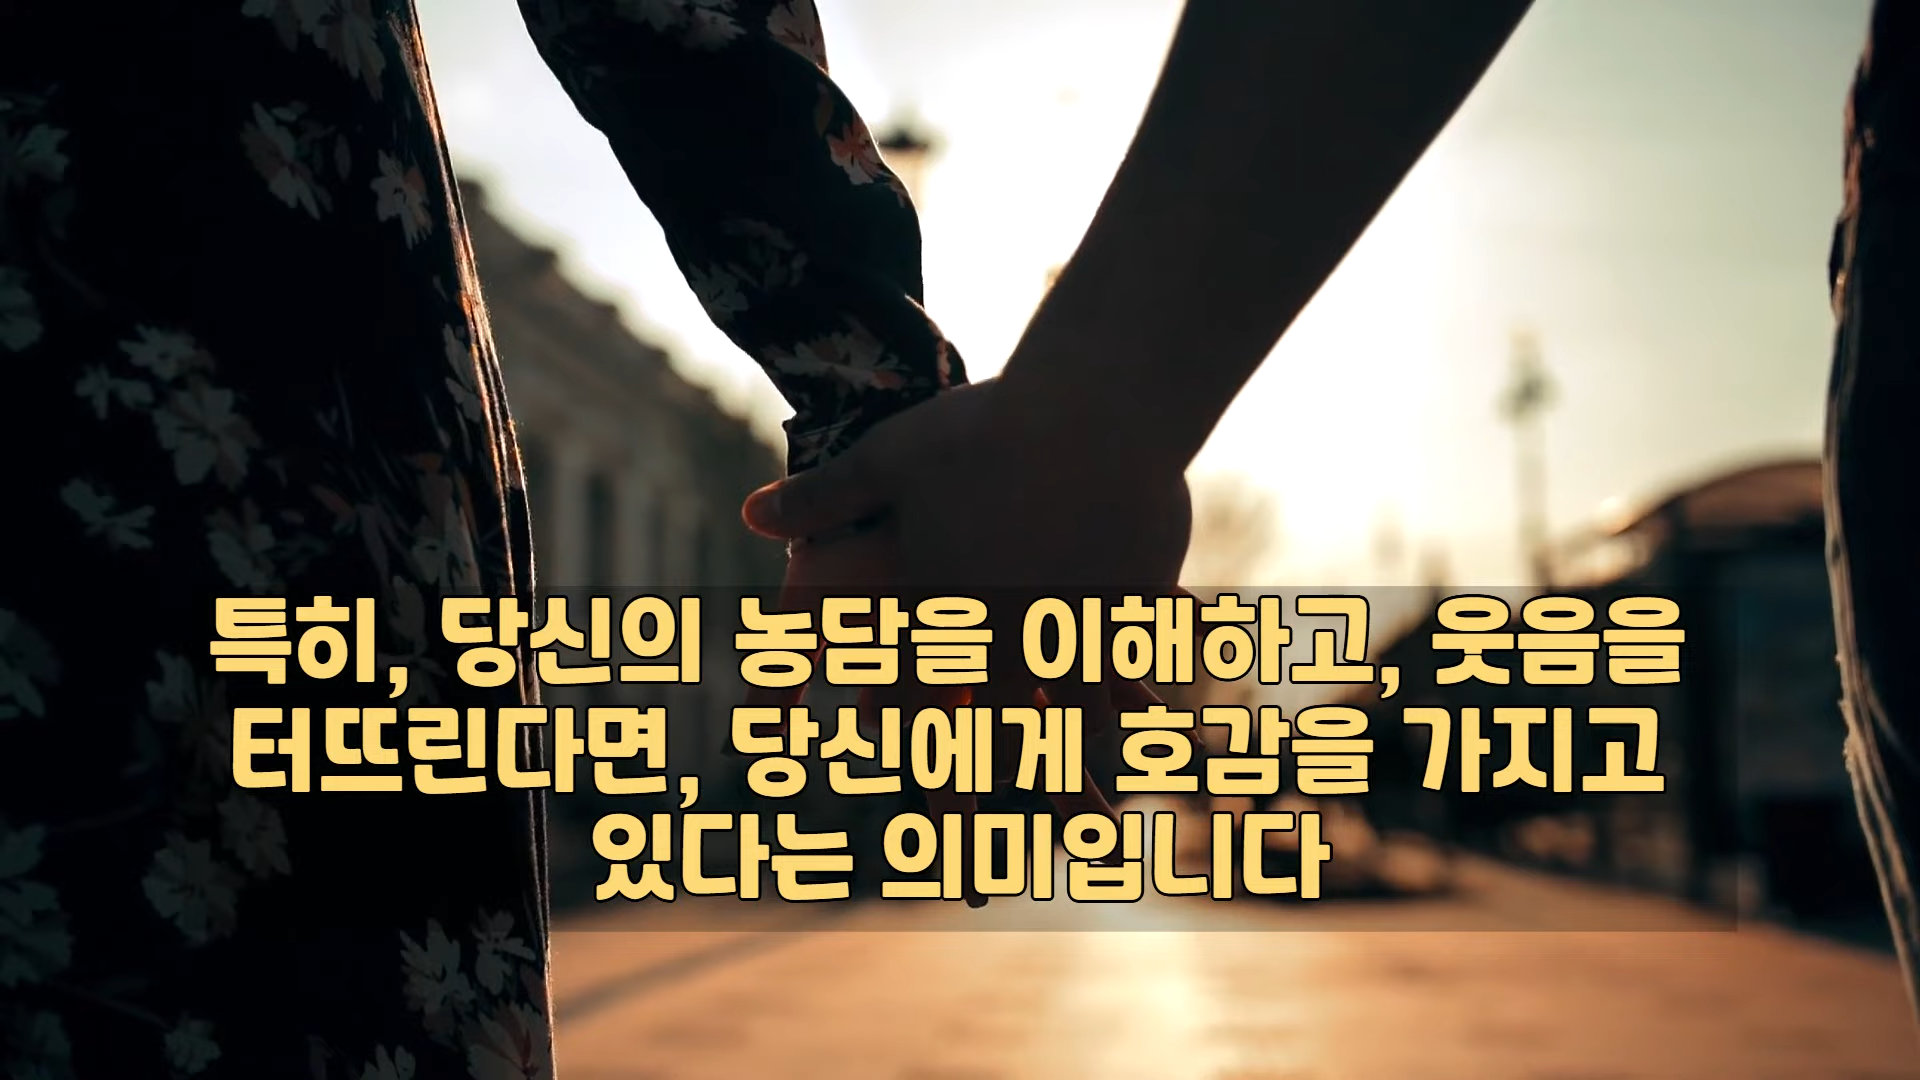 특히, 당신의 농담을 이해하고, 웃음을
터뜨린다면, 당신에게 호감을 가지고
있다는 의미입니다